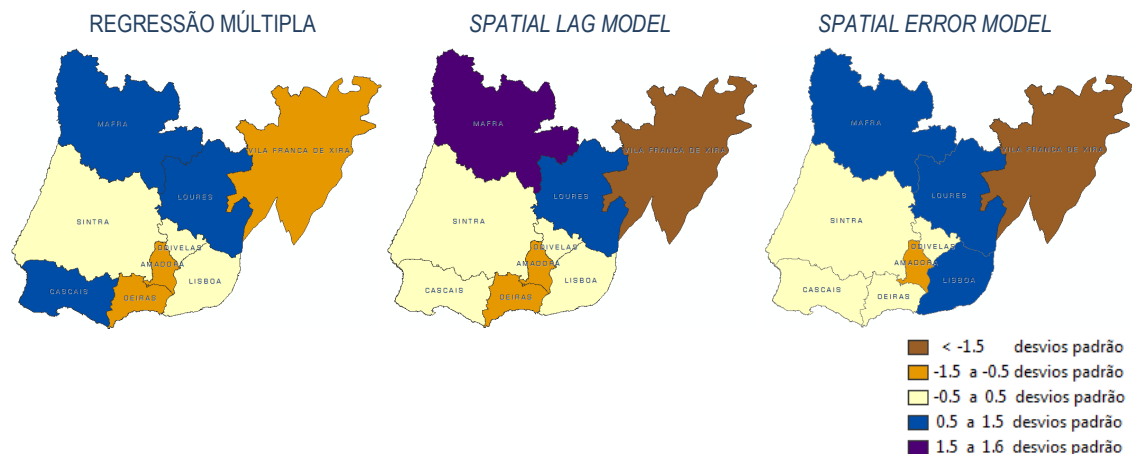 REGRESSÃO MÚLTIPLA
SPATIAL LAG MODEL
SPATIAL ERROR MODEL
MAFRA
VILA FRANCA DE XIRA
LOURES
SINTRA
ODIVELAS
AMADORA
LISBOA
CASCAIS
OEIRAS
MAFRA
VILA FRANCA DE XIRA
LOURES
SINTRA
ODIVELAS
AMADORA
LISBOA
CASCAIS
OEIRAS
MAFRA
VILA FRANCA DE XIRA
LOURES
SINTRA
ODIVELAS
AMADORA
LISBOA
CASCAIS
OEIRAS
< -1.5 desvios padrão
-1.5 a -0.5 desvios padrão
-0.5 a 0.5 desvios padrão
0.5 a 1.5 desvios padrão
1.5 a 1.6 desvios padrão